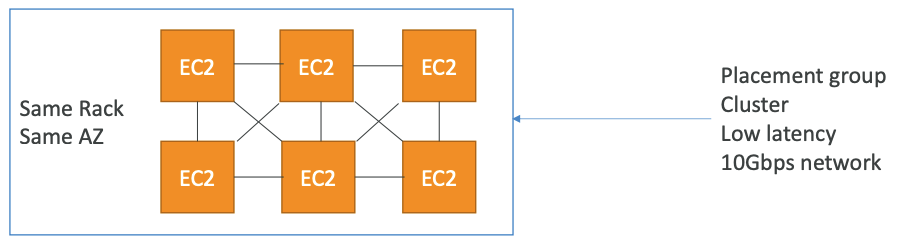 EC2 EC2 EC2
Same Rack
Same AZ
EC2 EC2 EC2
Placement group
Cluster
Low latency
10Gbps network